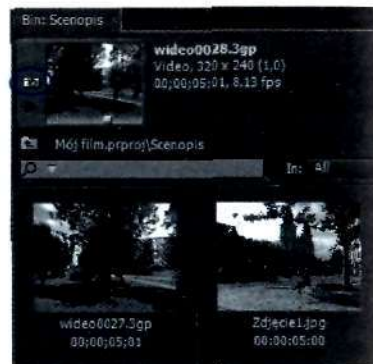 Bin: Scenopis
wideo0028.3gp
Video, 320 x 240 (1,0)
00;00;05;01, 8.13 fps
Mój film.prproj\Scenopis
In: All
wideo0027.3gp
00;00;05;01
Zdjęcie1.jpg
00:00:05:00